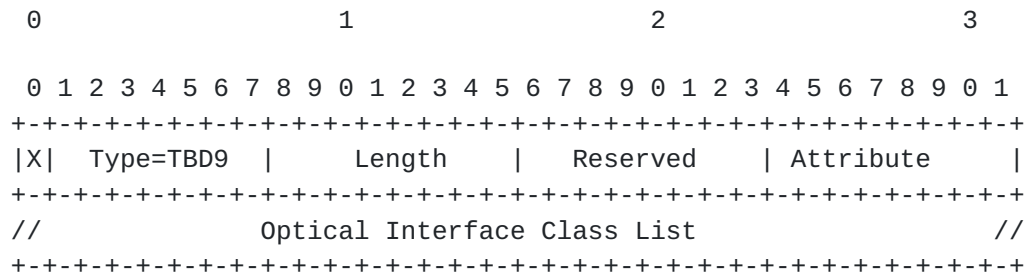 0                   1                   2                   3
 0 1 2 3 4 5 6 7 8 9 0 1 2 3 4 5 6 7 8 9 0 1 2 3 4 5 6 7 8 9 0 1
+-+-+-+-+-+-+-+-+-+-+-+-+-+-+-+-+-+-+-+-+-+-+-+-+-+-+-+-+-+-+-+-+
|X|  Type=TBD9  |     Length    |   Reserved    | Attribute     |
+-+-+-+-+-+-+-+-+-+-+-+-+-+-+-+-+-+-+-+-+-+-+-+-+-+-+-+-+-+-+-+-+
//              Optical Interface Class List                   //
+-+-+-+-+-+-+-+-+-+-+-+-+-+-+-+-+-+-+-+-+-+-+-+-+-+-+-+-+-+-+-+-+